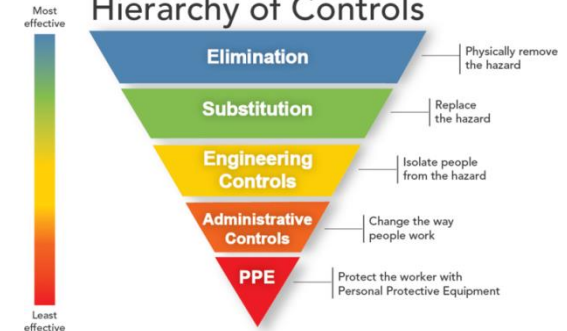 Hierarchy of Controls
Most
effective
Elimination
Physically remove
the hazard
Substitution
Replace
the hazard
Engineering
Controls
Isolate people
from the hazard
Administrative
Controls
Change the way
people work
PPE
Protect the worker with
Personal Protective Equipment
Least
effective